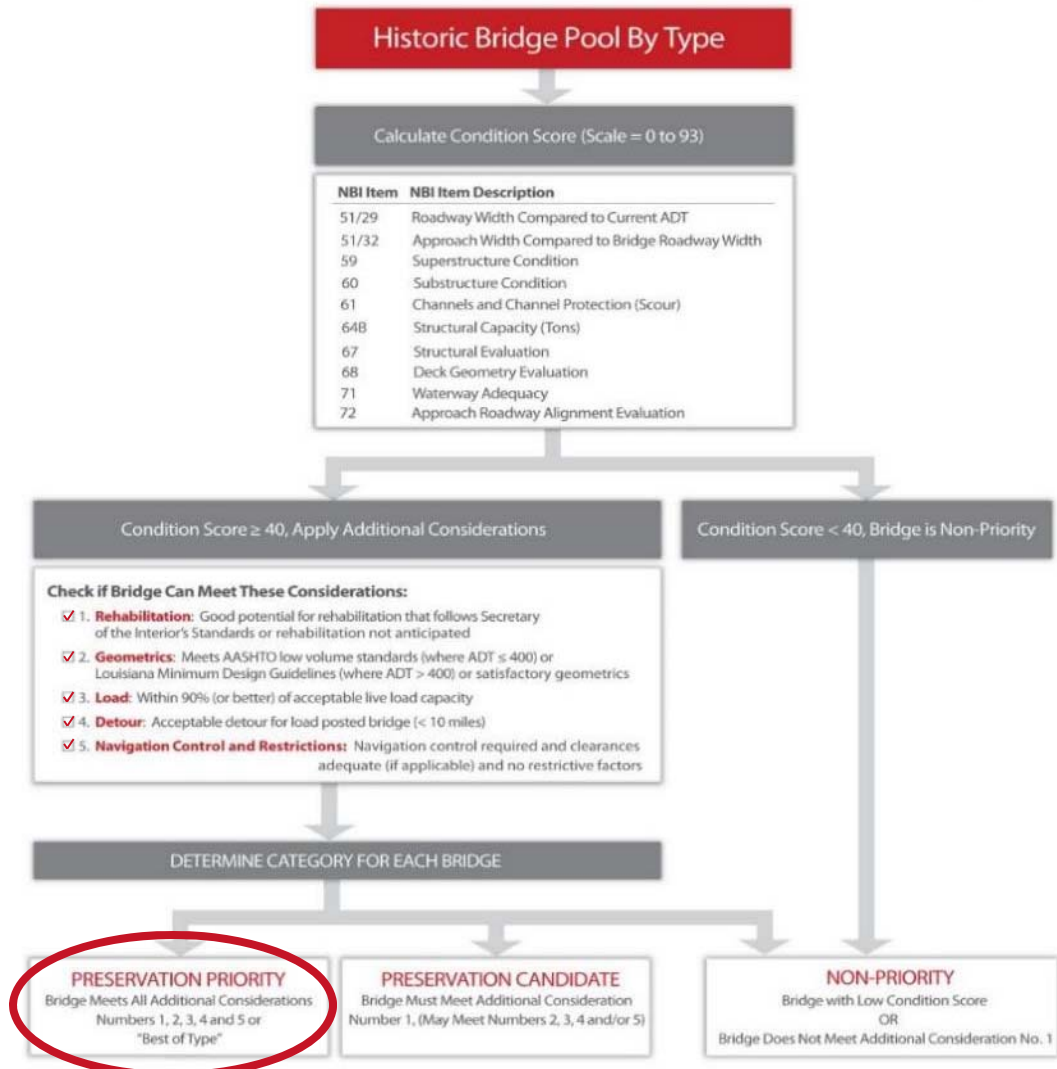 Historic Bridge Pool By Type
Calculate Condition Score (Scale = 0 to 93)
NBI Item NBI Item Description
51/29 Roadway Width Compared to Current ADT
51/32 Approach Width Compared to Bridge Roadway Width
59 Superstructure Condition
60 Substructure Condition
61 Channels and Channel Protection (Scour)
64B Structural Capacity (Tons)
67 Structural Evaluation
68 Deck Geometry Evaluation
71 Waterway Adequacy
72 Approach Roadway Alignment Evaluation
Condition Score ≥ 40, Apply Additional Considerations
Condition Score < 40, Bridge is Non-Priority
Check if Bridge Can Meet These Considerations:
1. Rehabilitation: Good potential for rehabilitation that follows Secretary
of the Interior's Standards or rehabilitation not anticipated
2. Geometrics: Meets AASHTO low volume standards (where ADT ≤ 400) or
Louisiana Minimum Design Guidelines (where ADT > 400) or satisfactory geometrics
3. Load: Within 90% (or better) of acceptable live load capacity
4. Detour: Acceptable detour for load posted bridge (< 10 miles)
5. Navigation Control and Restrictions: Navigation control required and clearances
adequate (if applicable) and no restrictive factors
DETERMINE CATEGORY FOR EACH BRIDGE
PRESERVATION PRIORITY
Bridge Meets All Additional Considerations
Numbers 1, 2, 3, 4 and 5 or
"Best of Type"
PRESERVATION CANDIDATE
Bridge Must Meet Additional Consideration
Number 1, (May Meet Numbers 2, 3, 4 and/or 5)
NON-PRIORITY
Bridge with Low Condition Score
OR
Bridge Does Not Meet Additional Consideration No. 1